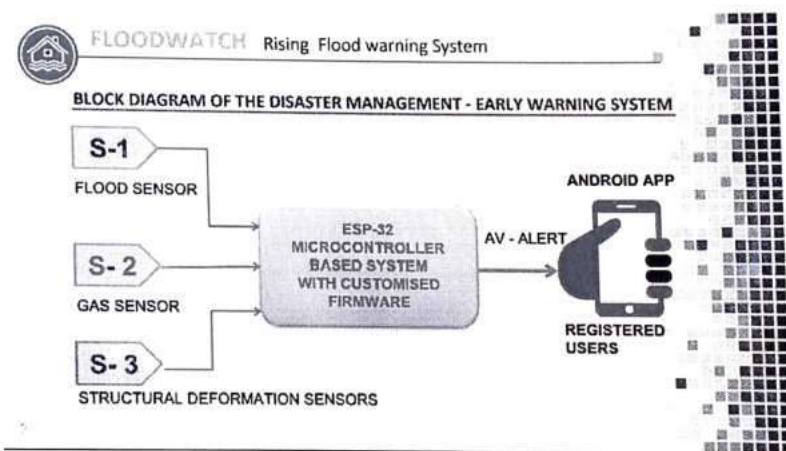 FLOODWATCH Rising Flood warning System
BLOCK DIAGRAM OF THE DISASTER MANAGEMENT - EARLY WARNING SYSTEM
S-1
FLOOD SENSOR
S- 2
GAS SENSOR
S- 3
STRUCTURAL DEFORMATION SENSORS
ESP-32
MICROCONTROLLER
BASED SYSTEM
WITH CUSTOMISED
FIRMWARE
AV - ALERT
ANDROID APP
REGISTERED
USERS